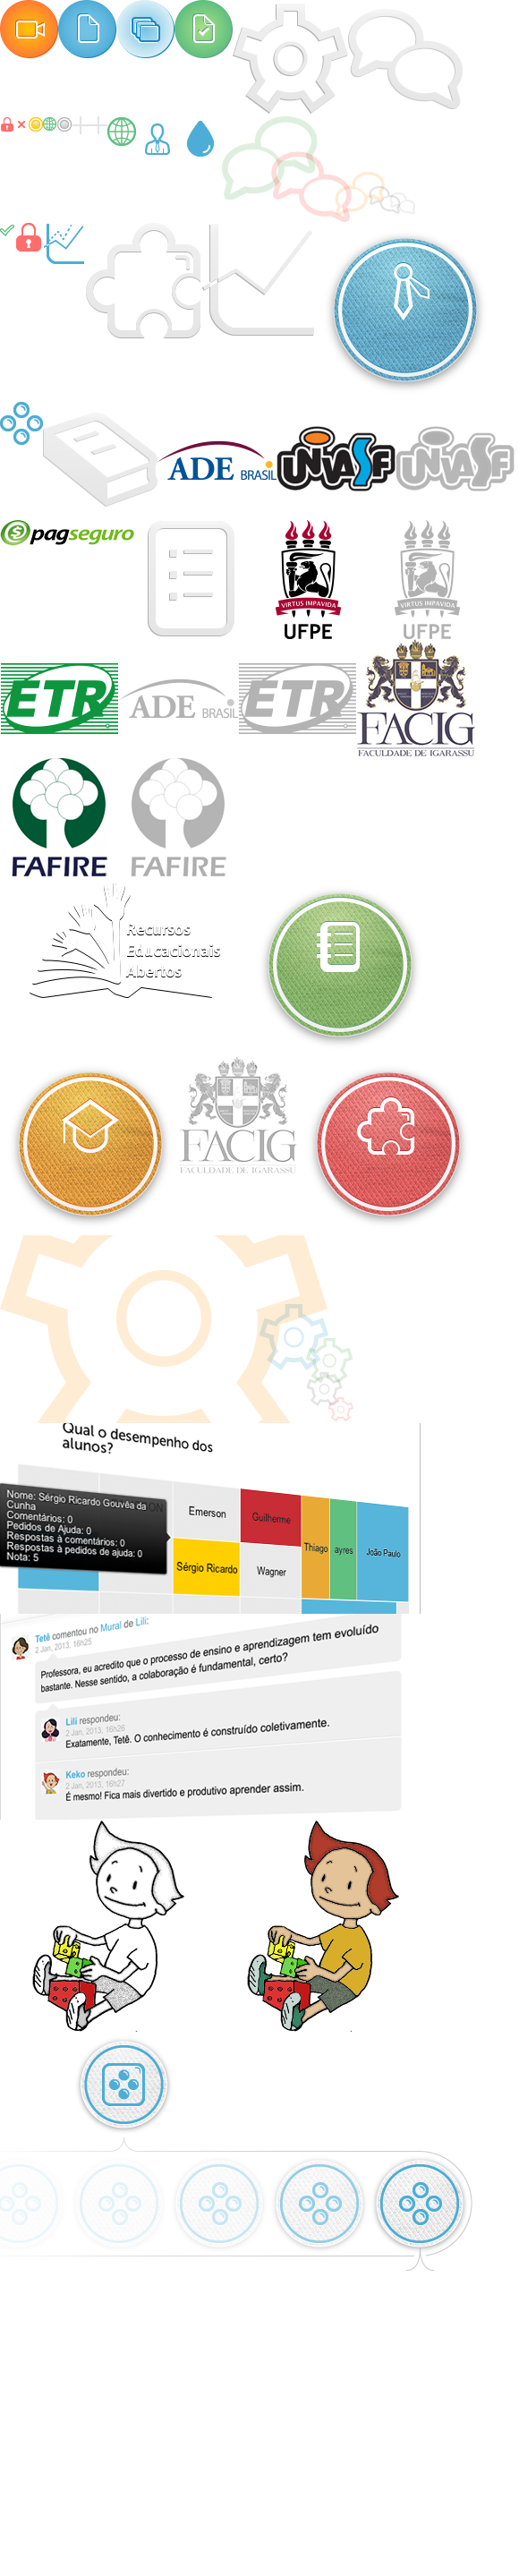 ADE
BRASIL
UNIVASF
UNIVASF
pagseguro
VIRTUS IMPAVIDA
UFPE
VIRTUS IMPAVIDA
UFPE
ETR
ADE
BRASIL
ETR
FACIG
FACULDADE DE IGARASSU
FAFIRE
FAFIRE
Recursos
Educacionais
Abertos
FACIG
FACULDADE DE IGARASSU
Qual o desempenho dos
alunos?
Nome: Sérgio Ricardo Gouvêa da
Cunha
Comentários: 0
Pedidos de Ajuda: 0
Respostas à comentários: 0
Respostas à pedidos de ajuda: 0
Nota: 5
ON
Emerson
Guilherme
Sérgio Ricardo
Wagner
Thiago
ayres
João Paulo
Tetê comentou no Mural de Lili:
2 Jan, 2013, 16h25
Professora, eu acredito que o processo de ensino e aprendizagem tem evoluído
bastante. Nesse sentido, a colaboração é fundamental, certo?
Lili respondeu:
2 Jan, 2013, 16h26
Exatamente, Tetê. O conhecimento é construído coletivamente.
Keko respondeu:
2 Jan, 2013, 16h27
É mesmo! Fica mais divertido e produtivo aprender assim.